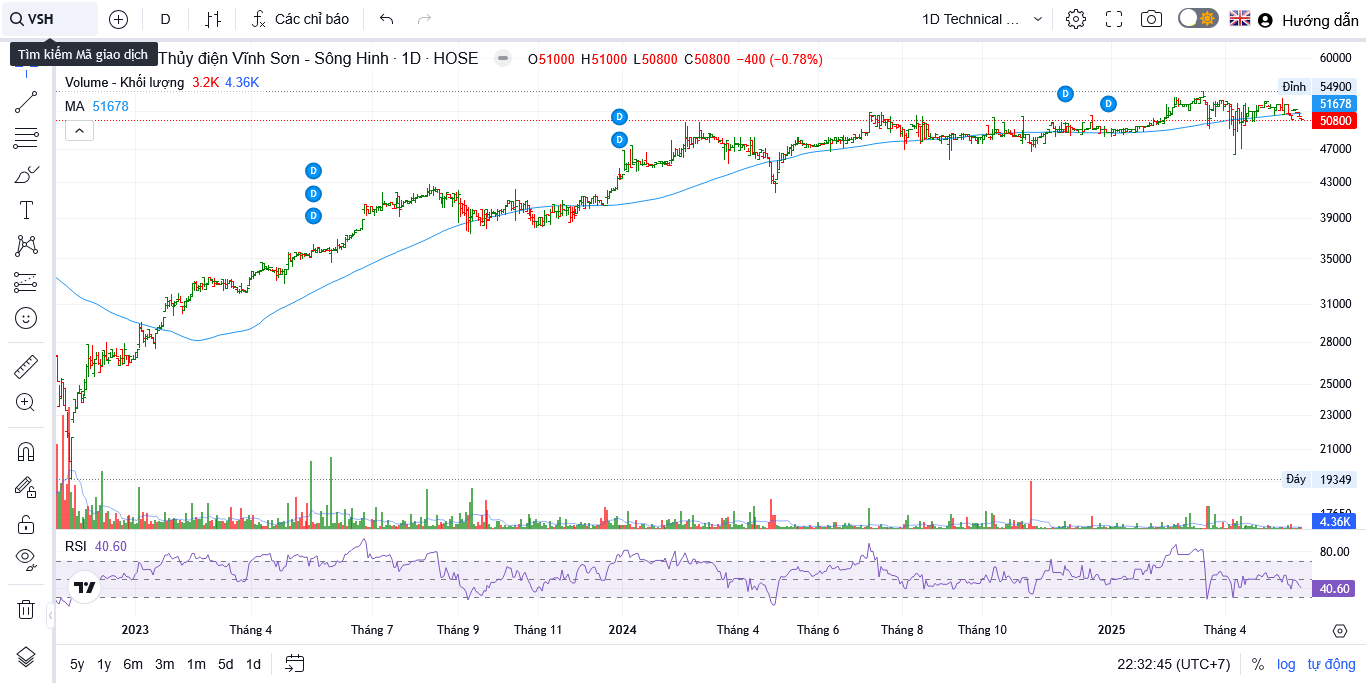 VSH D Các chỉ báo 1D Technical ... Hướng dẫn
Tìm kiếm Mã giao dịch
Thủy điện Vĩnh Sơn - Sông Hinh · 1D · HOSE O51000 H51000 L50800 C50800 −400 (−0.78%)
Volume - Khối lượng 3.2K 4.36K
MA 51678
60000
Đỉnh 54900
51678
50800
47000
43000
39000
35000
31000
28000
25000
23000
21000
Đáy 19349
17650
4.36K
D
D
D
D
D
D
D
RSI 40.60
80.00
40.60
2023 Tháng 4 Tháng 7 Tháng 9 Tháng 11 2024 Tháng 4 Tháng 6 Tháng 8 Tháng 10 2025 Tháng 4
5y 1y 6m 3m 1m 5d 1d 22:32:45 (UTC+7) % log tự động